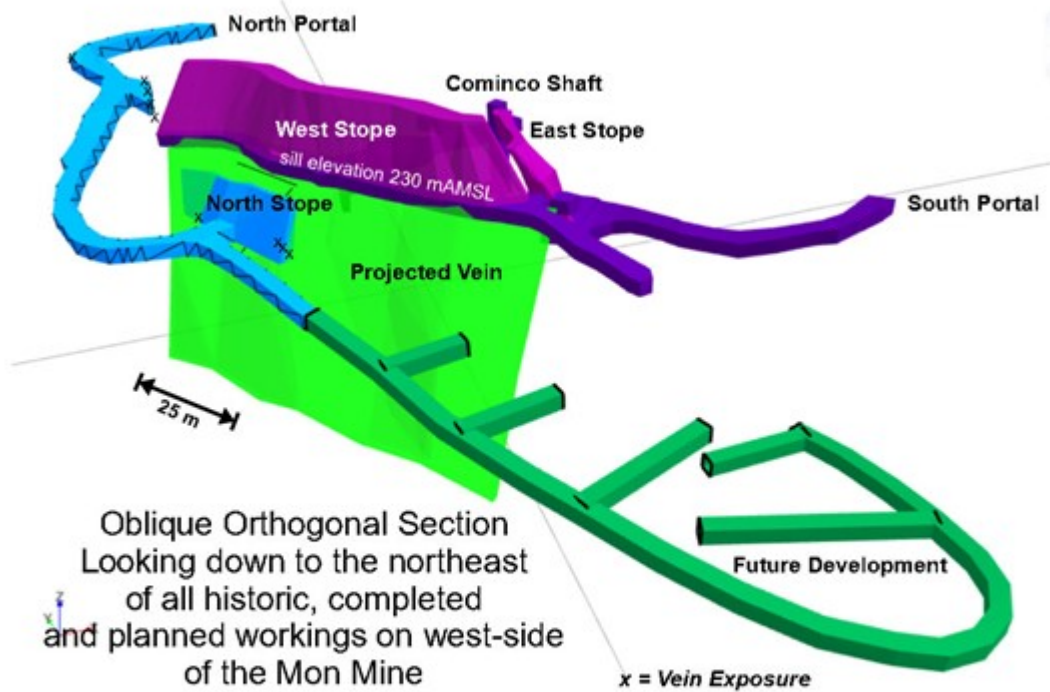 North Portal
Cominco Shaft
East Stope
West Stope
sill elevation 230 mAMSL
North Stope
South Portal
Projected Vein
25 m
Oblique Orthogonal Section
Looking down to the northeast
of all historic, completed
and planned workings on west-side
of the Mon Mine
Future Development
x = Vein Exposure
Z
Y